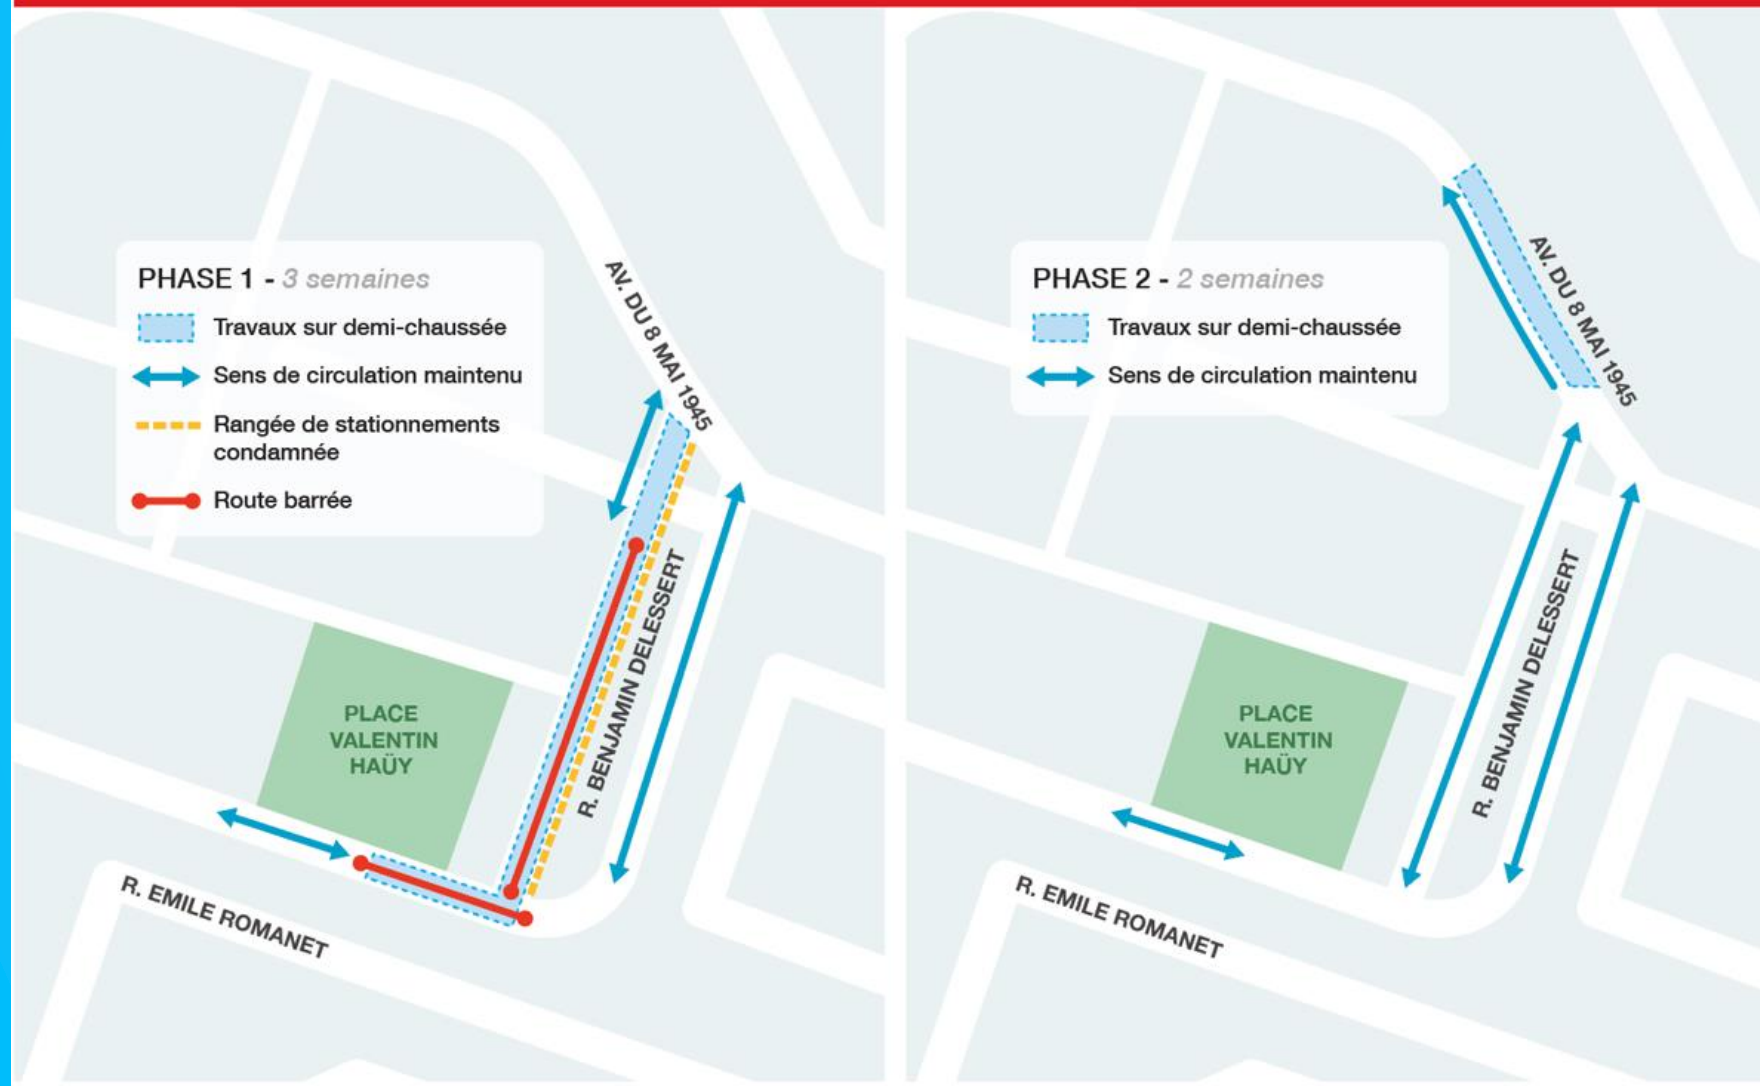 PHASE 1 - 3 semaines
Travaux sur demi-chaussée
Sens de circulation maintenu
Rangée de stationnements
condamnée
Route barrée
AV. DU 8 MAI 1945
R. BENJAMIN DELESSERT
PLACE
VALENTIN
HAÜY
R. EMILE ROMANET
PHASE 2 - 2 semaines
Travaux sur demi-chaussée
Sens de circulation maintenu
AV. DU 8 MAI 1945
R. BENJAMIN DELESSERT
PLACE
VALENTIN
HAÜY
R. EMILE ROMANET